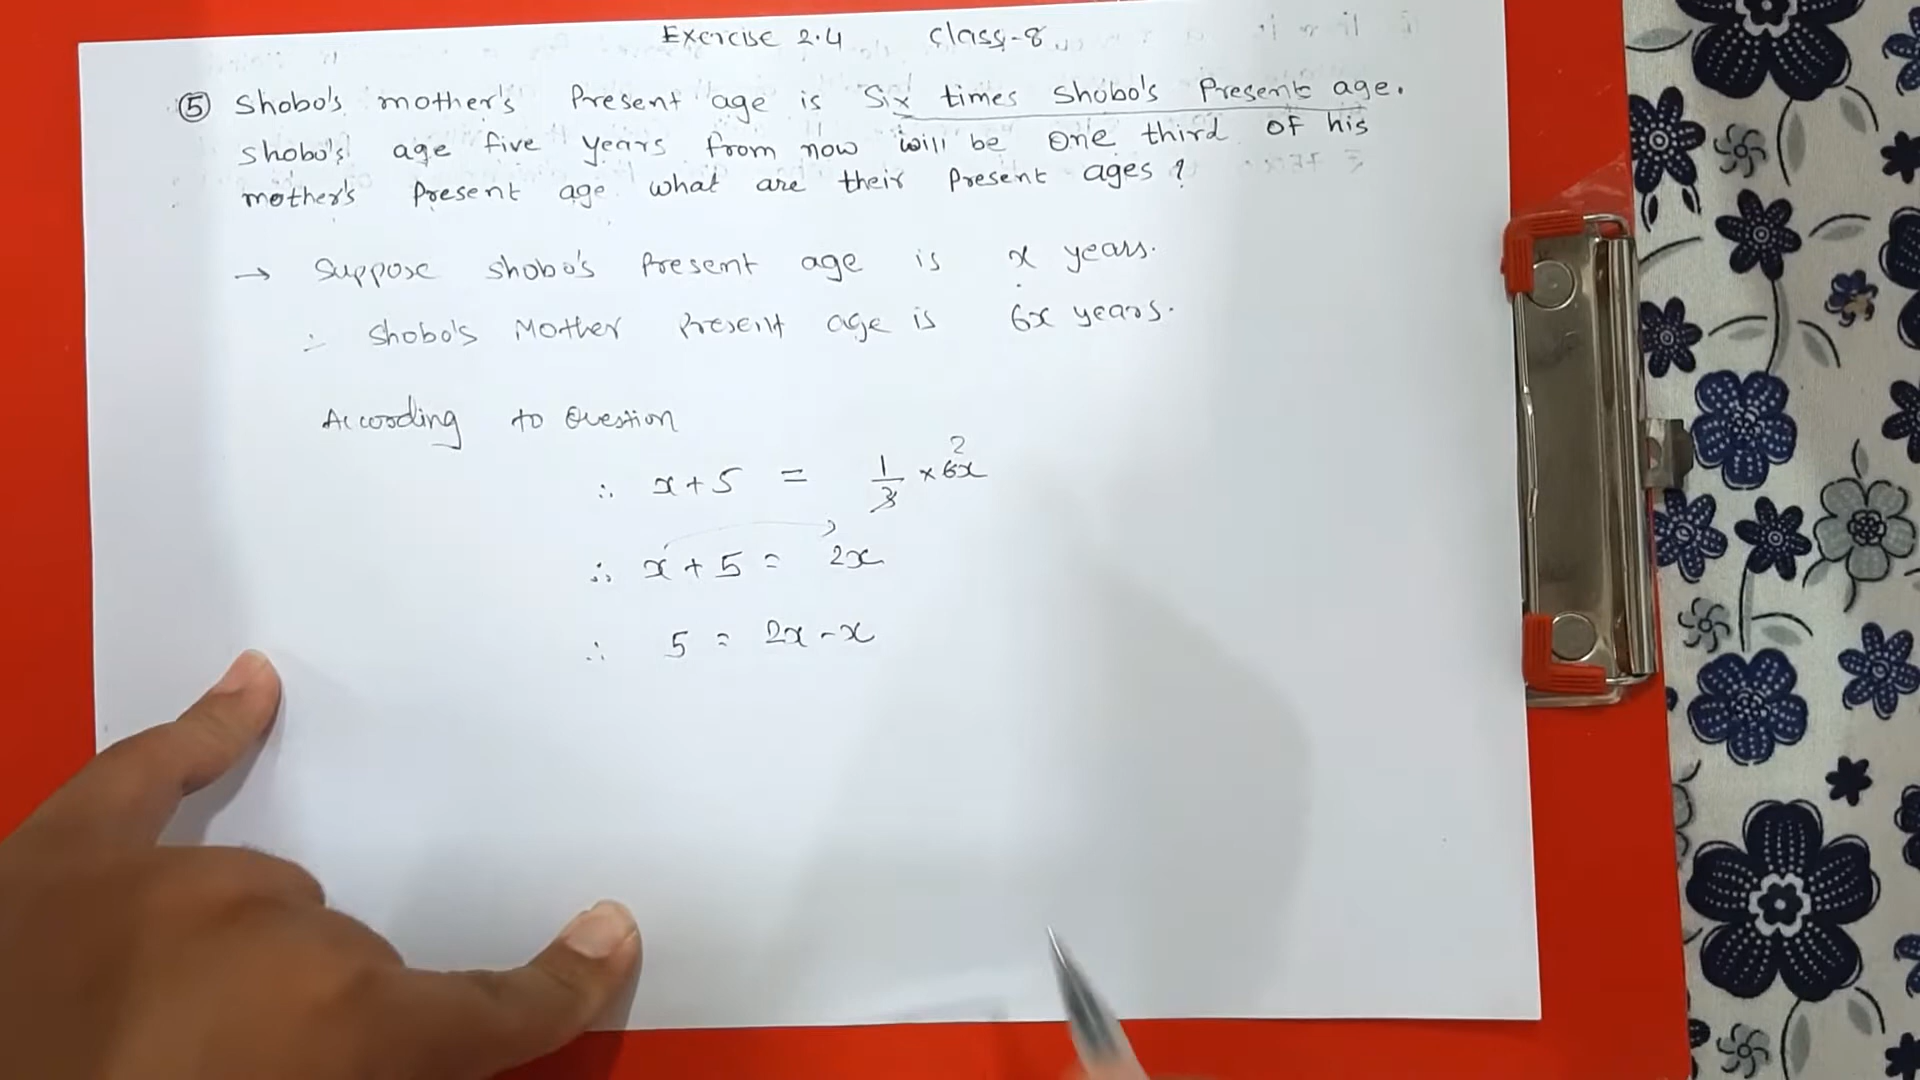 Exercise 2.4 Class-8
⑤ Shobo's mother's Present age is Six times Shobo's Present age.
Shobo's age five years from now will be one third of his
mother's Present age what are their present ages?
→ Suppose Shobo's Present age is x years.
∴ Shobo's Mother Present age is 6x years.
According to Question
∴ x+5 = 1/3 × 6x 2
∴ x+5 = 2x
∴ 5 = 2x-x